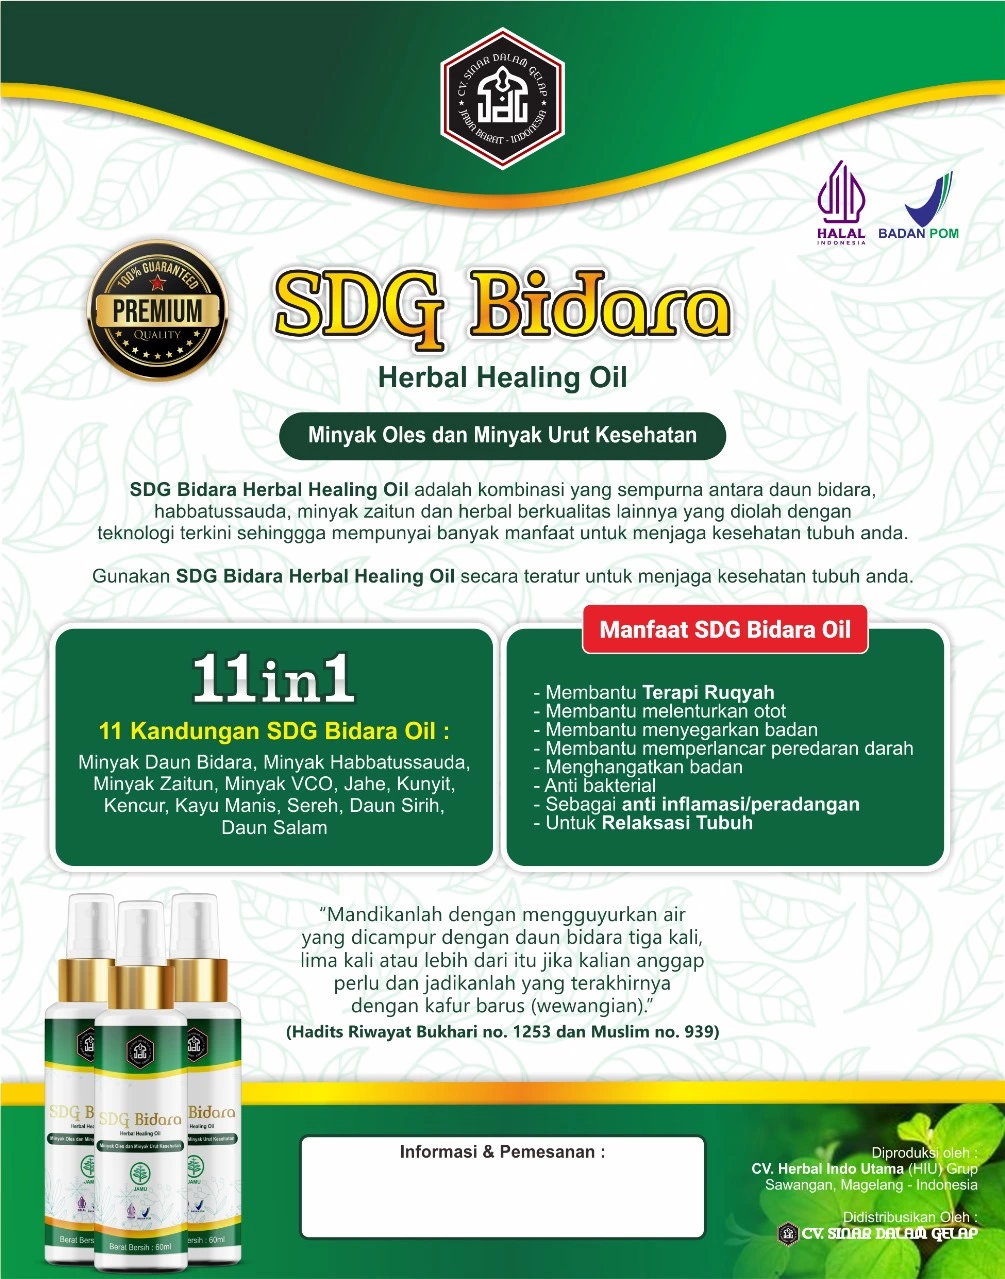 CV. SINAR DALAM GELAP
JAWA BARAT - INDONESIA
HALAL
INDONESIA
BADAN POM
100% GUARANTEED
PREMIUM
QUALITY
SDG Bidara
Herbal Healing Oil
Minyak Oles dan Minyak Urut Kesehatan
SDG Bidara Herbal Healing Oil adalah kombinasi yang sempurna antara daun bidara,
habbatussauda, minyak zaitun dan herbal berkualitas lainnya yang diolah dengan
teknologi terkini sehinggga mempunyai banyak manfaat untuk menjaga kesehatan tubuh anda.
Gunakan SDG Bidara Herbal Healing Oil secara teratur untuk menjaga kesehatan tubuh anda.
11in1
11 Kandungan SDG Bidara Oil :
Minyak Daun Bidara, Minyak Habbatussauda,
Minyak Zaitun, Minyak VCO, Jahe, Kunyit,
Kencur, Kayu Manis, Sereh, Daun Sirih,
Daun Salam
Manfaat SDG Bidara Oil
- Membantu Terapi Ruqyah
- Membantu melenturkan otot
- Membantu menyegarkan badan
- Membantu memperlancar peredaran darah
- Menghangatkan badan
- Anti bakterial
- Sebagai anti inflamasi/peradangan
- Untuk Relaksasi Tubuh
“Mandikanlah dengan mengguyurkan air
yang dicampur dengan daun bidara tiga kali,
lima kali atau lebih dari itu jika kalian anggap
perlu dan jadikanlah yang terakhirnya
dengan kafur barus (wewangian).”
(Hadits Riwayat Bukhari no. 1253 dan Muslim no. 939)
SDG Bidara
Herbal Healing Oil
Minyak Oles dan Minyak Urut Kesehatan
JAMU
Berat Bersih : 60ml
Informasi & Pemesanan :
Diproduksi oleh :
CV. Herbal Indo Utama (HIU) Grup
Sawangan, Magelang - Indonesia
Didistribusikan Oleh :
CV. SINAR DALAM GELAP